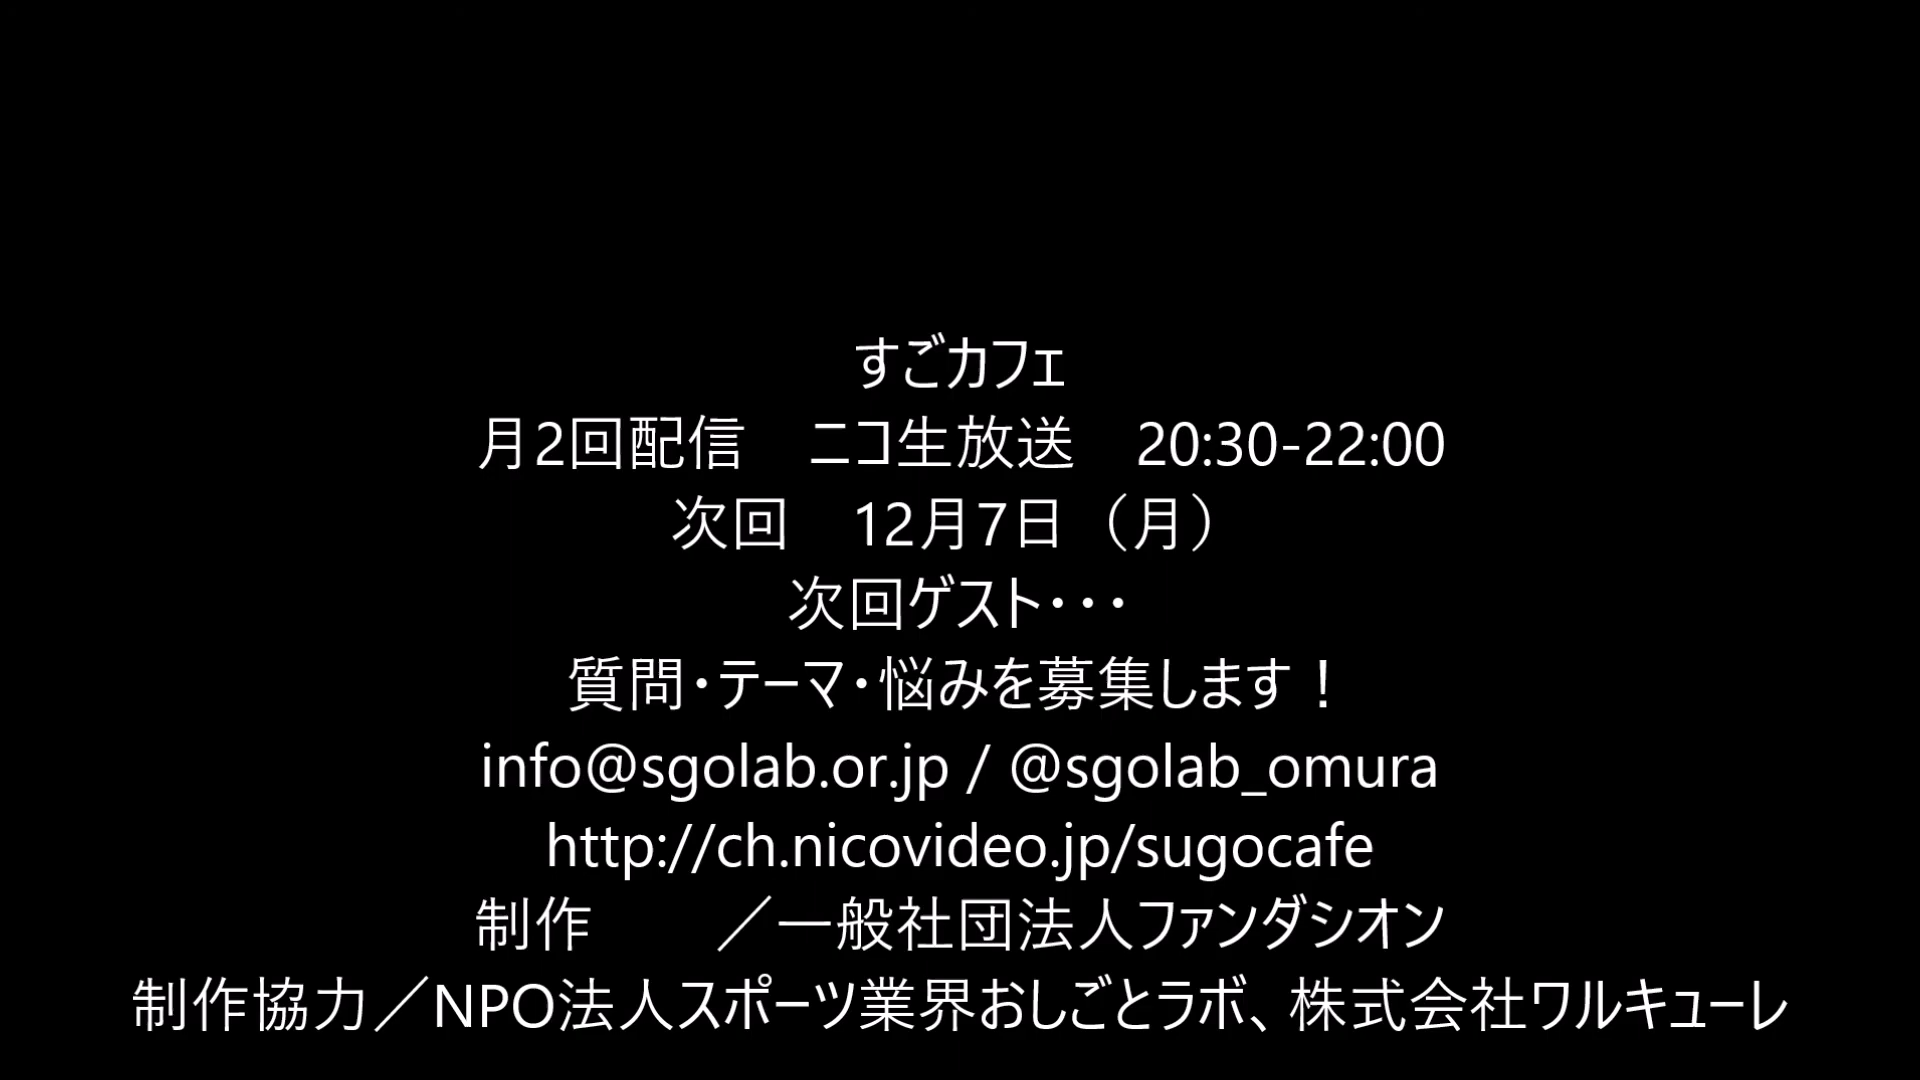 すごカフェ
月2回配信　ニコ生放送　20:30-22:00
次回　12月7日（月）
次回ゲスト・・・
質問・テーマ・悩みを募集します！
info@sgolab.or.jp / @sgolab_omura
http://ch.nicovideo.jp/sugocafe
制作　　／一般社団法人ファンダシオン
制作協力／NPO法人スポーツ業界おしごとラボ、株式会社ワルキューレ